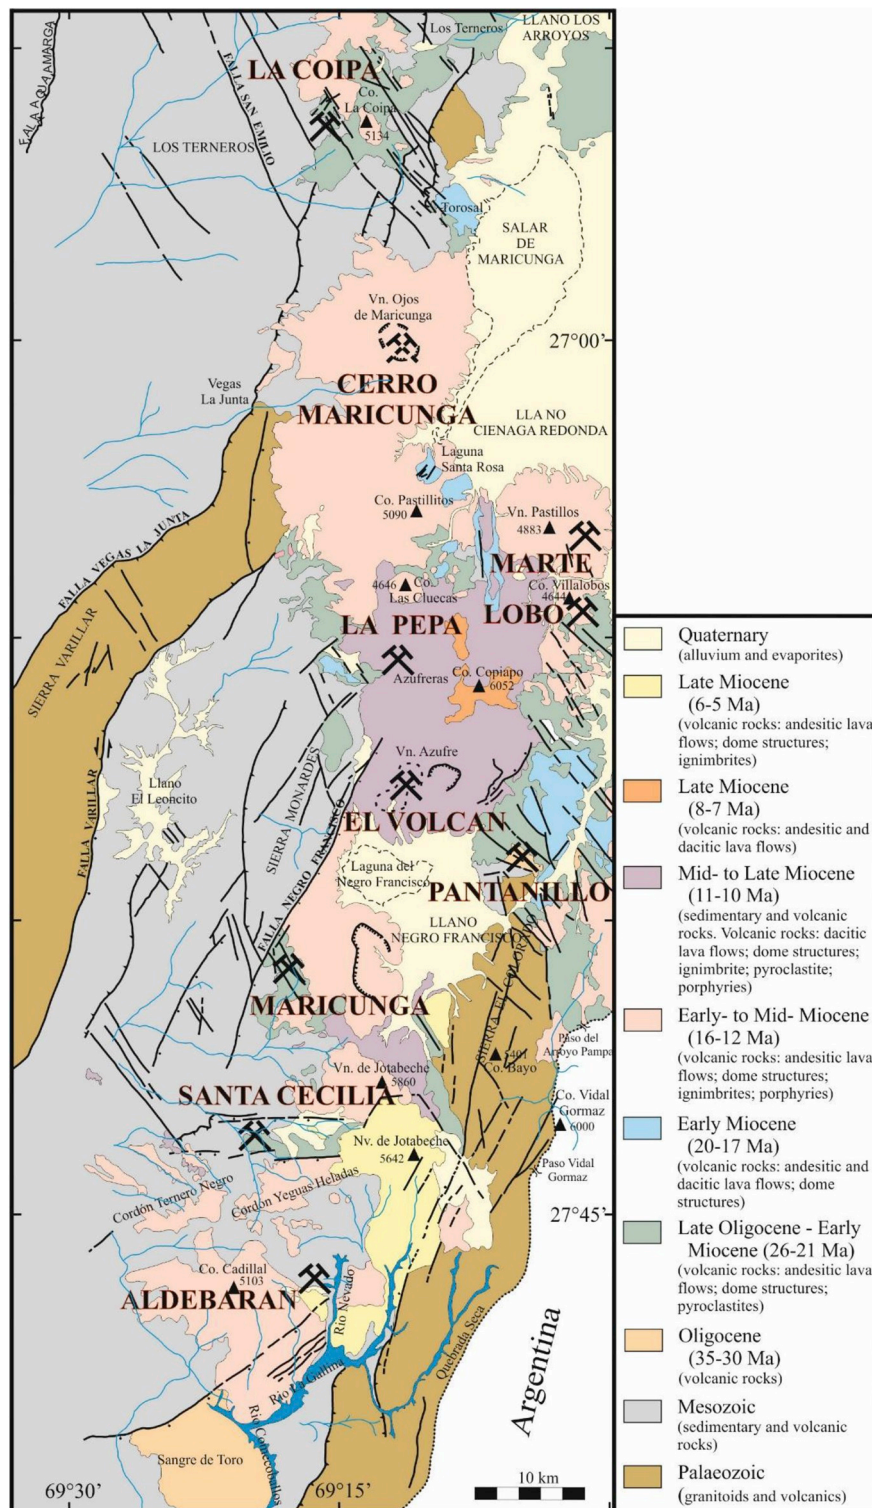 LLANO LOS
ARROYOS
Los Terneros
LA COIPA
Co.
La Coipa
5134
FALLA SAN EMILIO
LOS TERNEROS
Torosal
SALAR
DE
MARICUNGA
Vn. Ojos
de Maricunga
27°00'
CERRO
MARICUNGA
Vegas
La Junta
LLA NO
CIENAGA REDONDA
Laguna
Santa Rosa
Co. Pastillitos
5090
Vn. Pastillos
4883
FALLA VEGAS LA JUNTA
MARTE
4646
Co.
Las Cluecas
Co. Villalobos
4644
LOBO
LA PEPA
SIERRA VARILLAR
Azufreras
Co. Copiapo
6052
Vn. Azufre
Llano
El Leoncito
SIERRA MONARDES
FALLA VARILLAR
EL VOLCAN
FALLA NEGRO FRANCISCO
Laguna del
Negro Francisco
PANTANILLO
LLANO
NEGRO FRANCISCO
SIERRA EL COLORADO
MARICUNGA
Paso del
Arroyo Pampa
5401
Co. Bayo
Vn. de Jotabeche
5860
SANTA CECILIA
Co. Vidal
Gormaz
6000
Nv. de Jotabeche
5642
Paso Vidal
Gormaz
Cordón Ternero Negro
Cordón Yeguas Heladas
27°45'
Co. Cadillal
5103
ALDEBARAN
Rio Nevado
Quebrada Seca
Argentina
Rio La Gallina
Rio Comecaballos
Sangre de Toro
69°30'
69°15'
10 km
Quaternary
(alluvium and evaporites)
Late Miocene
(6-5 Ma)
(volcanic rocks: andesitic lava
flows; dome structures;
ignimbrites)
Late Miocene
(8-7 Ma)
(volcanic rocks: andesitic and
dacitic lava flows)
Mid- to Late Miocene
(11-10 Ma)
(sedimentary and volcanic
rocks. Volcanic rocks: dacitic
lava flows; dome structures;
ignimbrite; pyroclastite;
porphyries)
Early- to Mid- Miocene
(16-12 Ma)
(volcanic rocks: andesitic lava
flows; dome structures;
ignimbrites; porphyries)
Early Miocene
(20-17 Ma)
(volcanic rocks: andesitic and
dacitic lava flows; dome
structures)
Late Oligocene - Early
Miocene (26-21 Ma)
(volcanic rocks: andesitic lava
flows; dome structures;
pyroclastites)
Oligocene
(35-30 Ma)
(volcanic rocks)
Mesozoic
(sedimentary and volcanic
rocks)
Palaeozoic
(granitoids and volcanics)